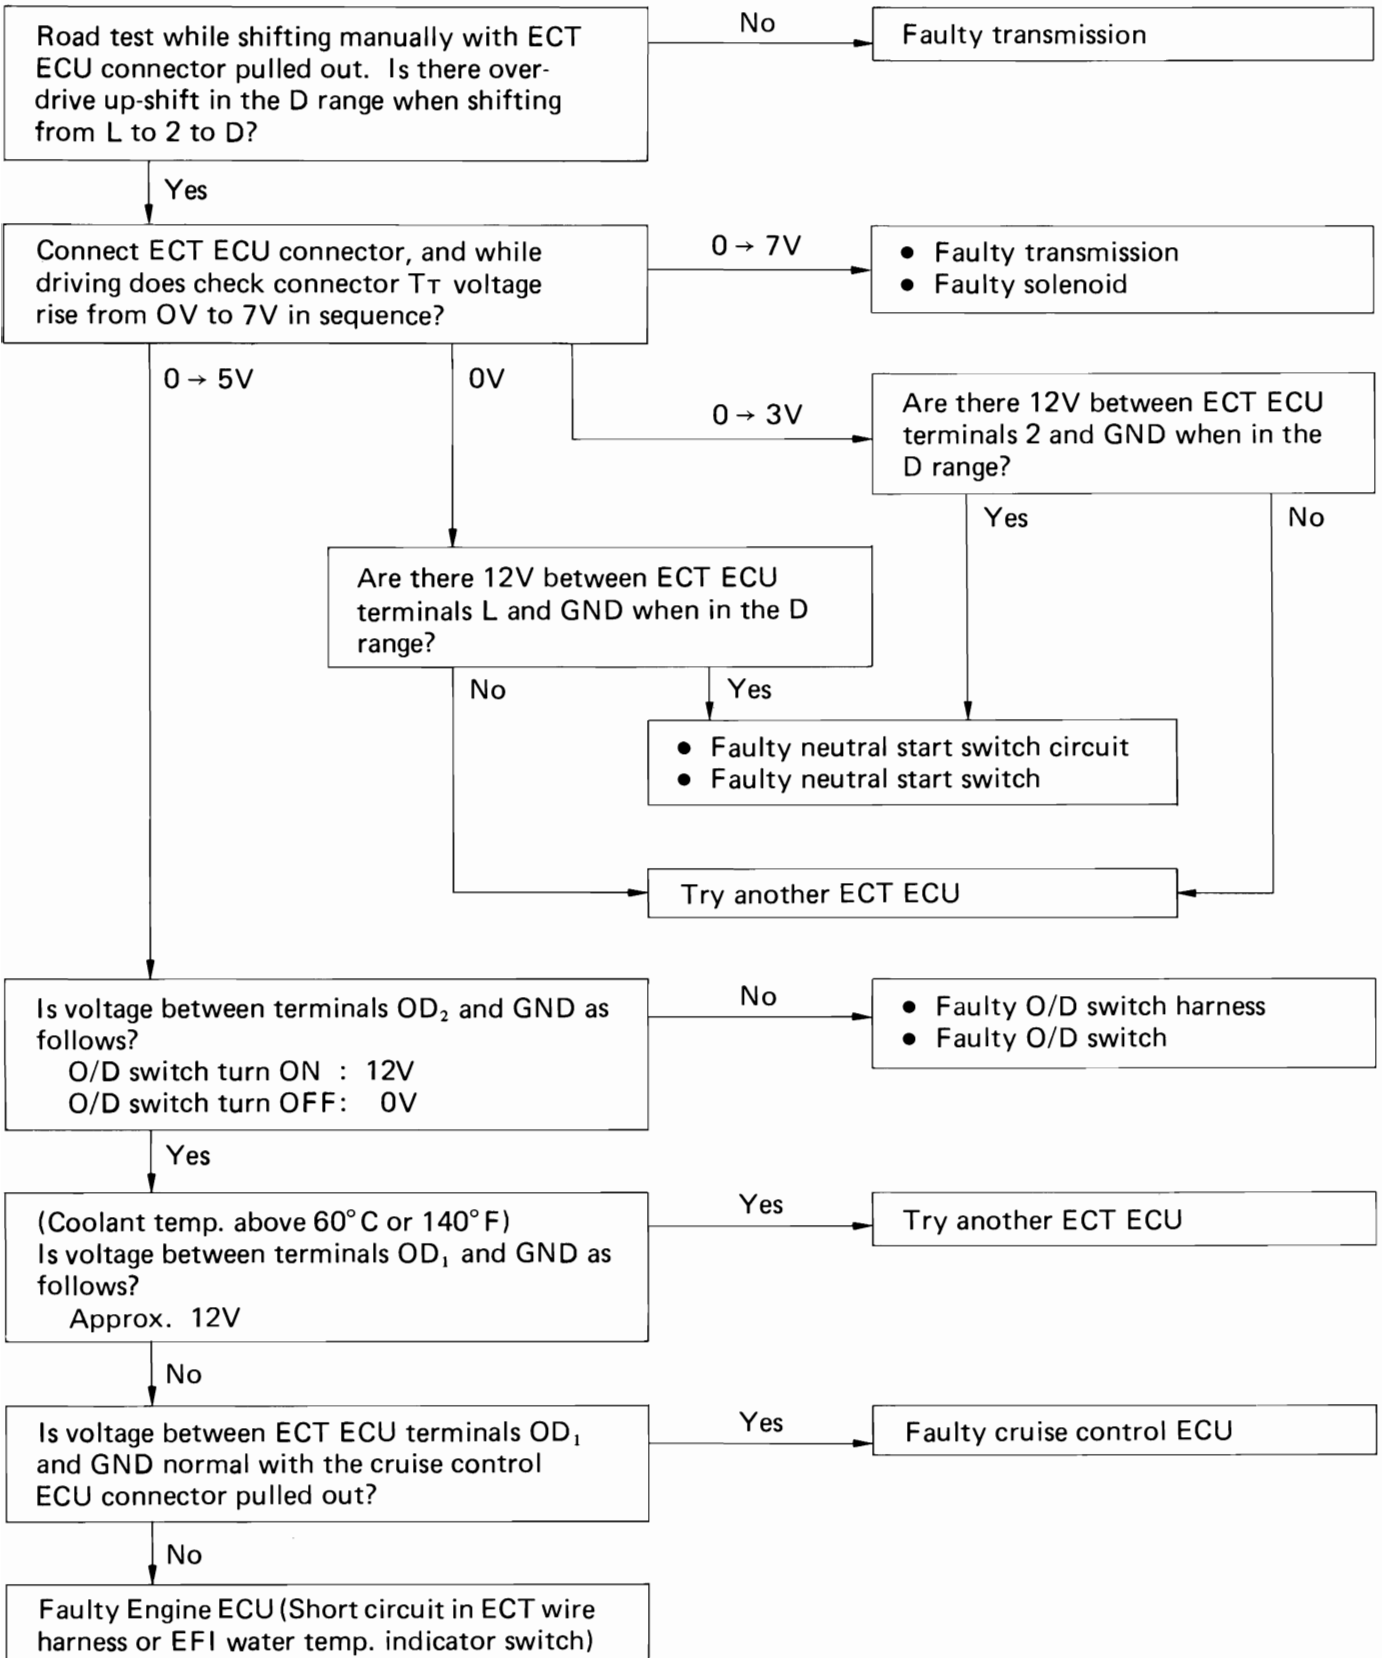 Road test while shifting manually with ECT
ECU connector pulled out. Is there over-
drive up-shift in the D range when shifting
from L to 2 to D?
No
Faulty transmission
Yes
Connect ECT ECU connector, and while
driving does check connector TT voltage
rise from 0V to 7V in sequence?
0 → 7V
● Faulty transmission
● Faulty solenoid
0 → 5V
0V
0 → 3V
Are there 12V between ECT ECU
terminals 2 and GND when in the
D range?
Yes
No
Are there 12V between ECT ECU
terminals L and GND when in the D
range?
No
Yes
● Faulty neutral start switch circuit
● Faulty neutral start switch
Try another ECT ECU
Is voltage between terminals OD₂ and GND as
follows?
O/D switch turn ON : 12V
O/D switch turn OFF: 0V
No
● Faulty O/D switch harness
● Faulty O/D switch
Yes
(Coolant temp. above 60°C or 140°F)
Is voltage between terminals OD₁ and GND as
follows?
Approx. 12V
Yes
Try another ECT ECU
No
Is voltage between ECT ECU terminals OD₁
and GND normal with the cruise control
ECU connector pulled out?
Yes
Faulty cruise control ECU
No
Faulty Engine ECU (Short circuit in ECT wire
harness or EFI water temp. indicator switch)